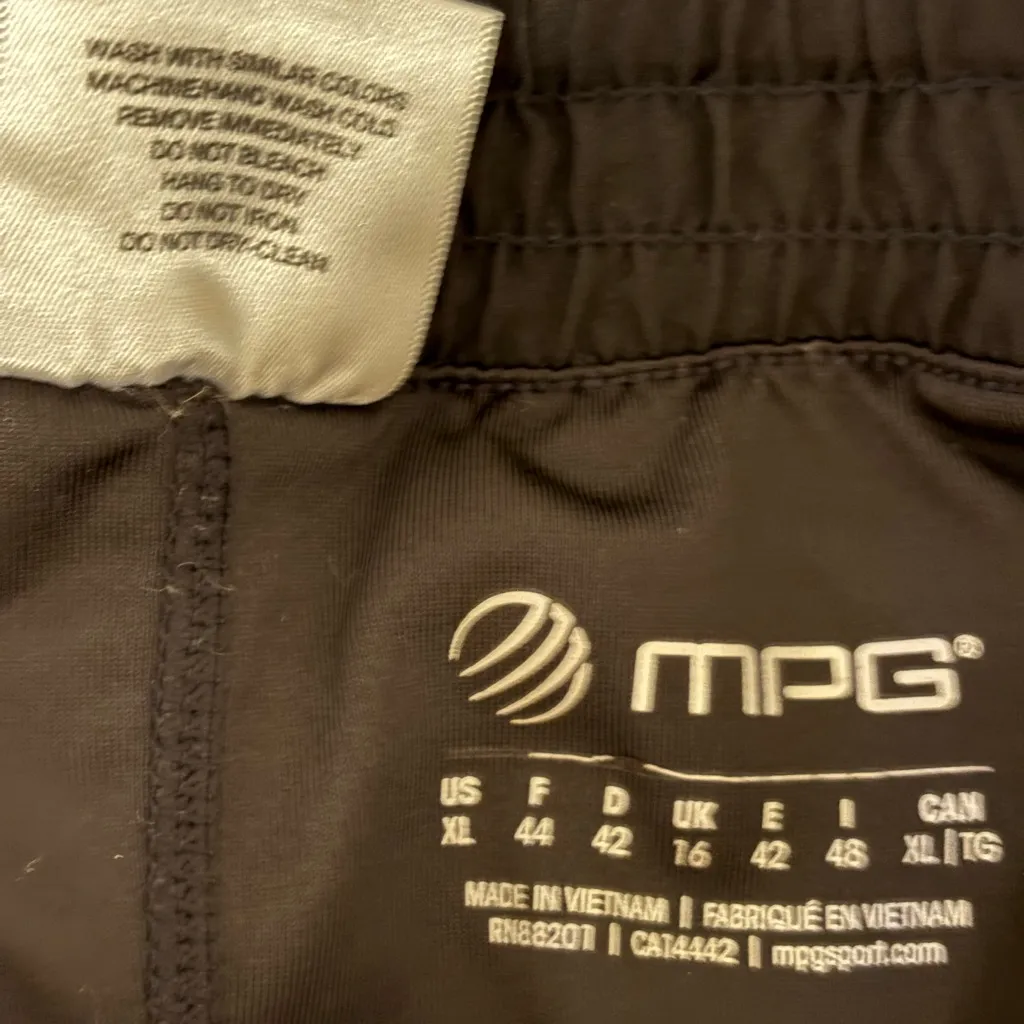 WASH WITH SIMILAR COLORS
MACHINE/HAND WASH COLD
REMOVE IMMEDIATELY
DO NOT BLEACH
HANG TO DRY
DO NOT IRON
DO NOT DRY-CLEAN
MPG®
US F D UK E I CAN
XL 44 42 16 42 48 XL | TG
MADE IN VIETNAM | FABRIQUÉ EN VIETNAM
RN88201 | CA14442 | mpgsport.com